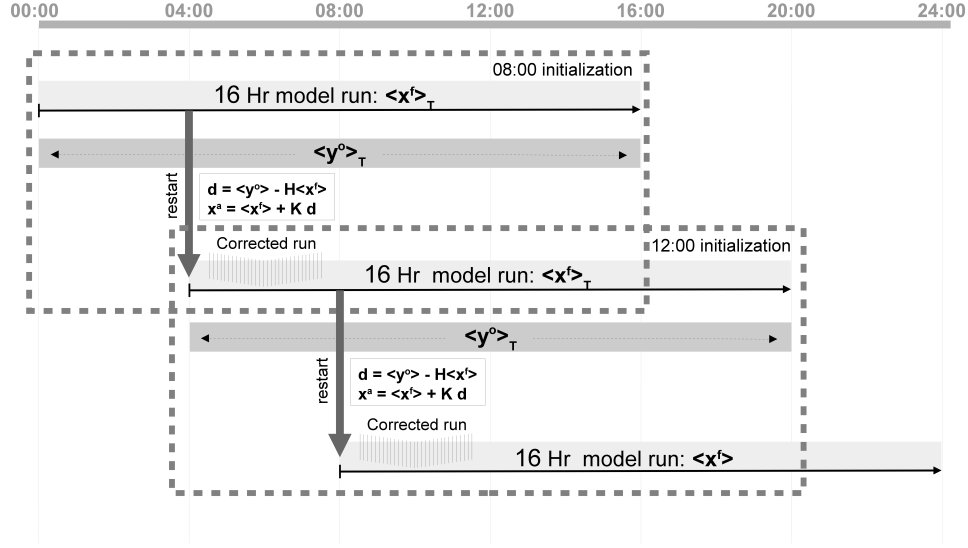 00:00 04:00 08:00 12:00 16:00 20:00 24:00
08:00 initialization
16 Hr model run: <xᶠ>T
<yᵒ>T
restart
d = <yᵒ> - H<xᶠ>
xᵃ = <xᶠ> + K d
Corrected run
12:00 initialization
16 Hr model run: <xᶠ>T
<yᵒ>T
restart
d = <yᵒ> - H<xᶠ>
xᵃ = <xᶠ> + K d
Corrected run
16 Hr model run: <xᶠ>